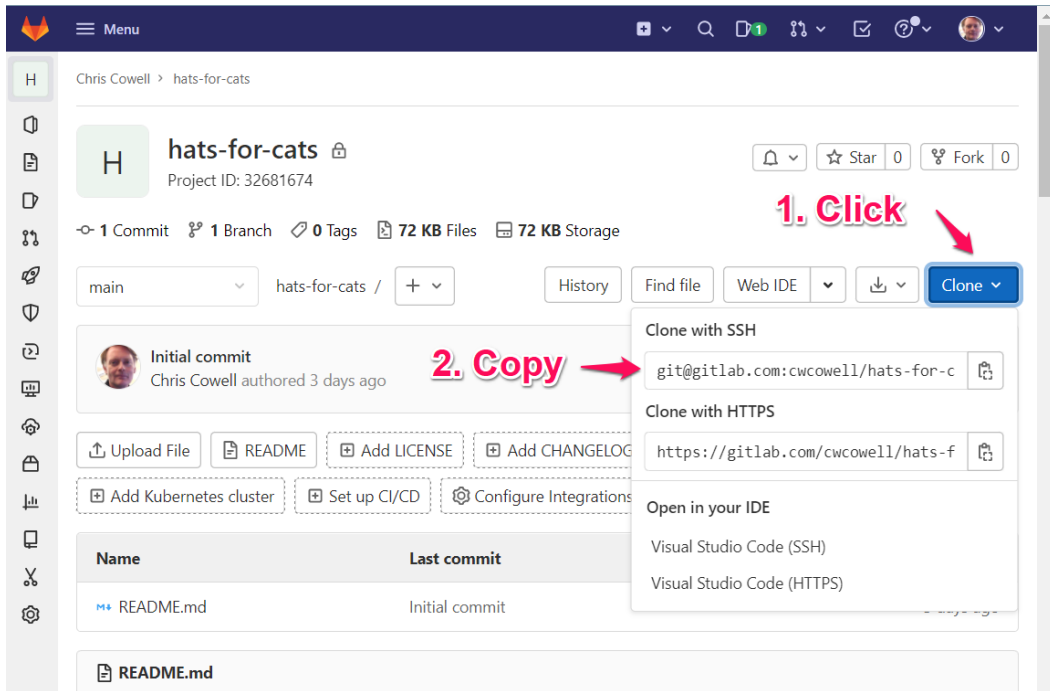 Menu
1
H
Chris Cowell > hats-for-cats
H
hats-for-cats
Project ID: 32681674
Star 0
Fork 0
1. Click
1 Commit 1 Branch 0 Tags 72 KB Files 72 KB Storage
main
hats-for-cats /
+
History
Find file
Web IDE
Clone
Clone with SSH
Initial commit
Chris Cowell authored 3 days ago
2. Copy
git@gitlab.com:cwcowell/hats-for-c
Clone with HTTPS
https://gitlab.com/cwcowell/hats-f
Upload File
README
Add LICENSE
Add CHANGELOG
Add Kubernetes cluster
Set up CI/CD
Configure Integrations
Open in your IDE
Visual Studio Code (SSH)
Visual Studio Code (HTTPS)
Name Last commit
README.md Initial commit
README.md